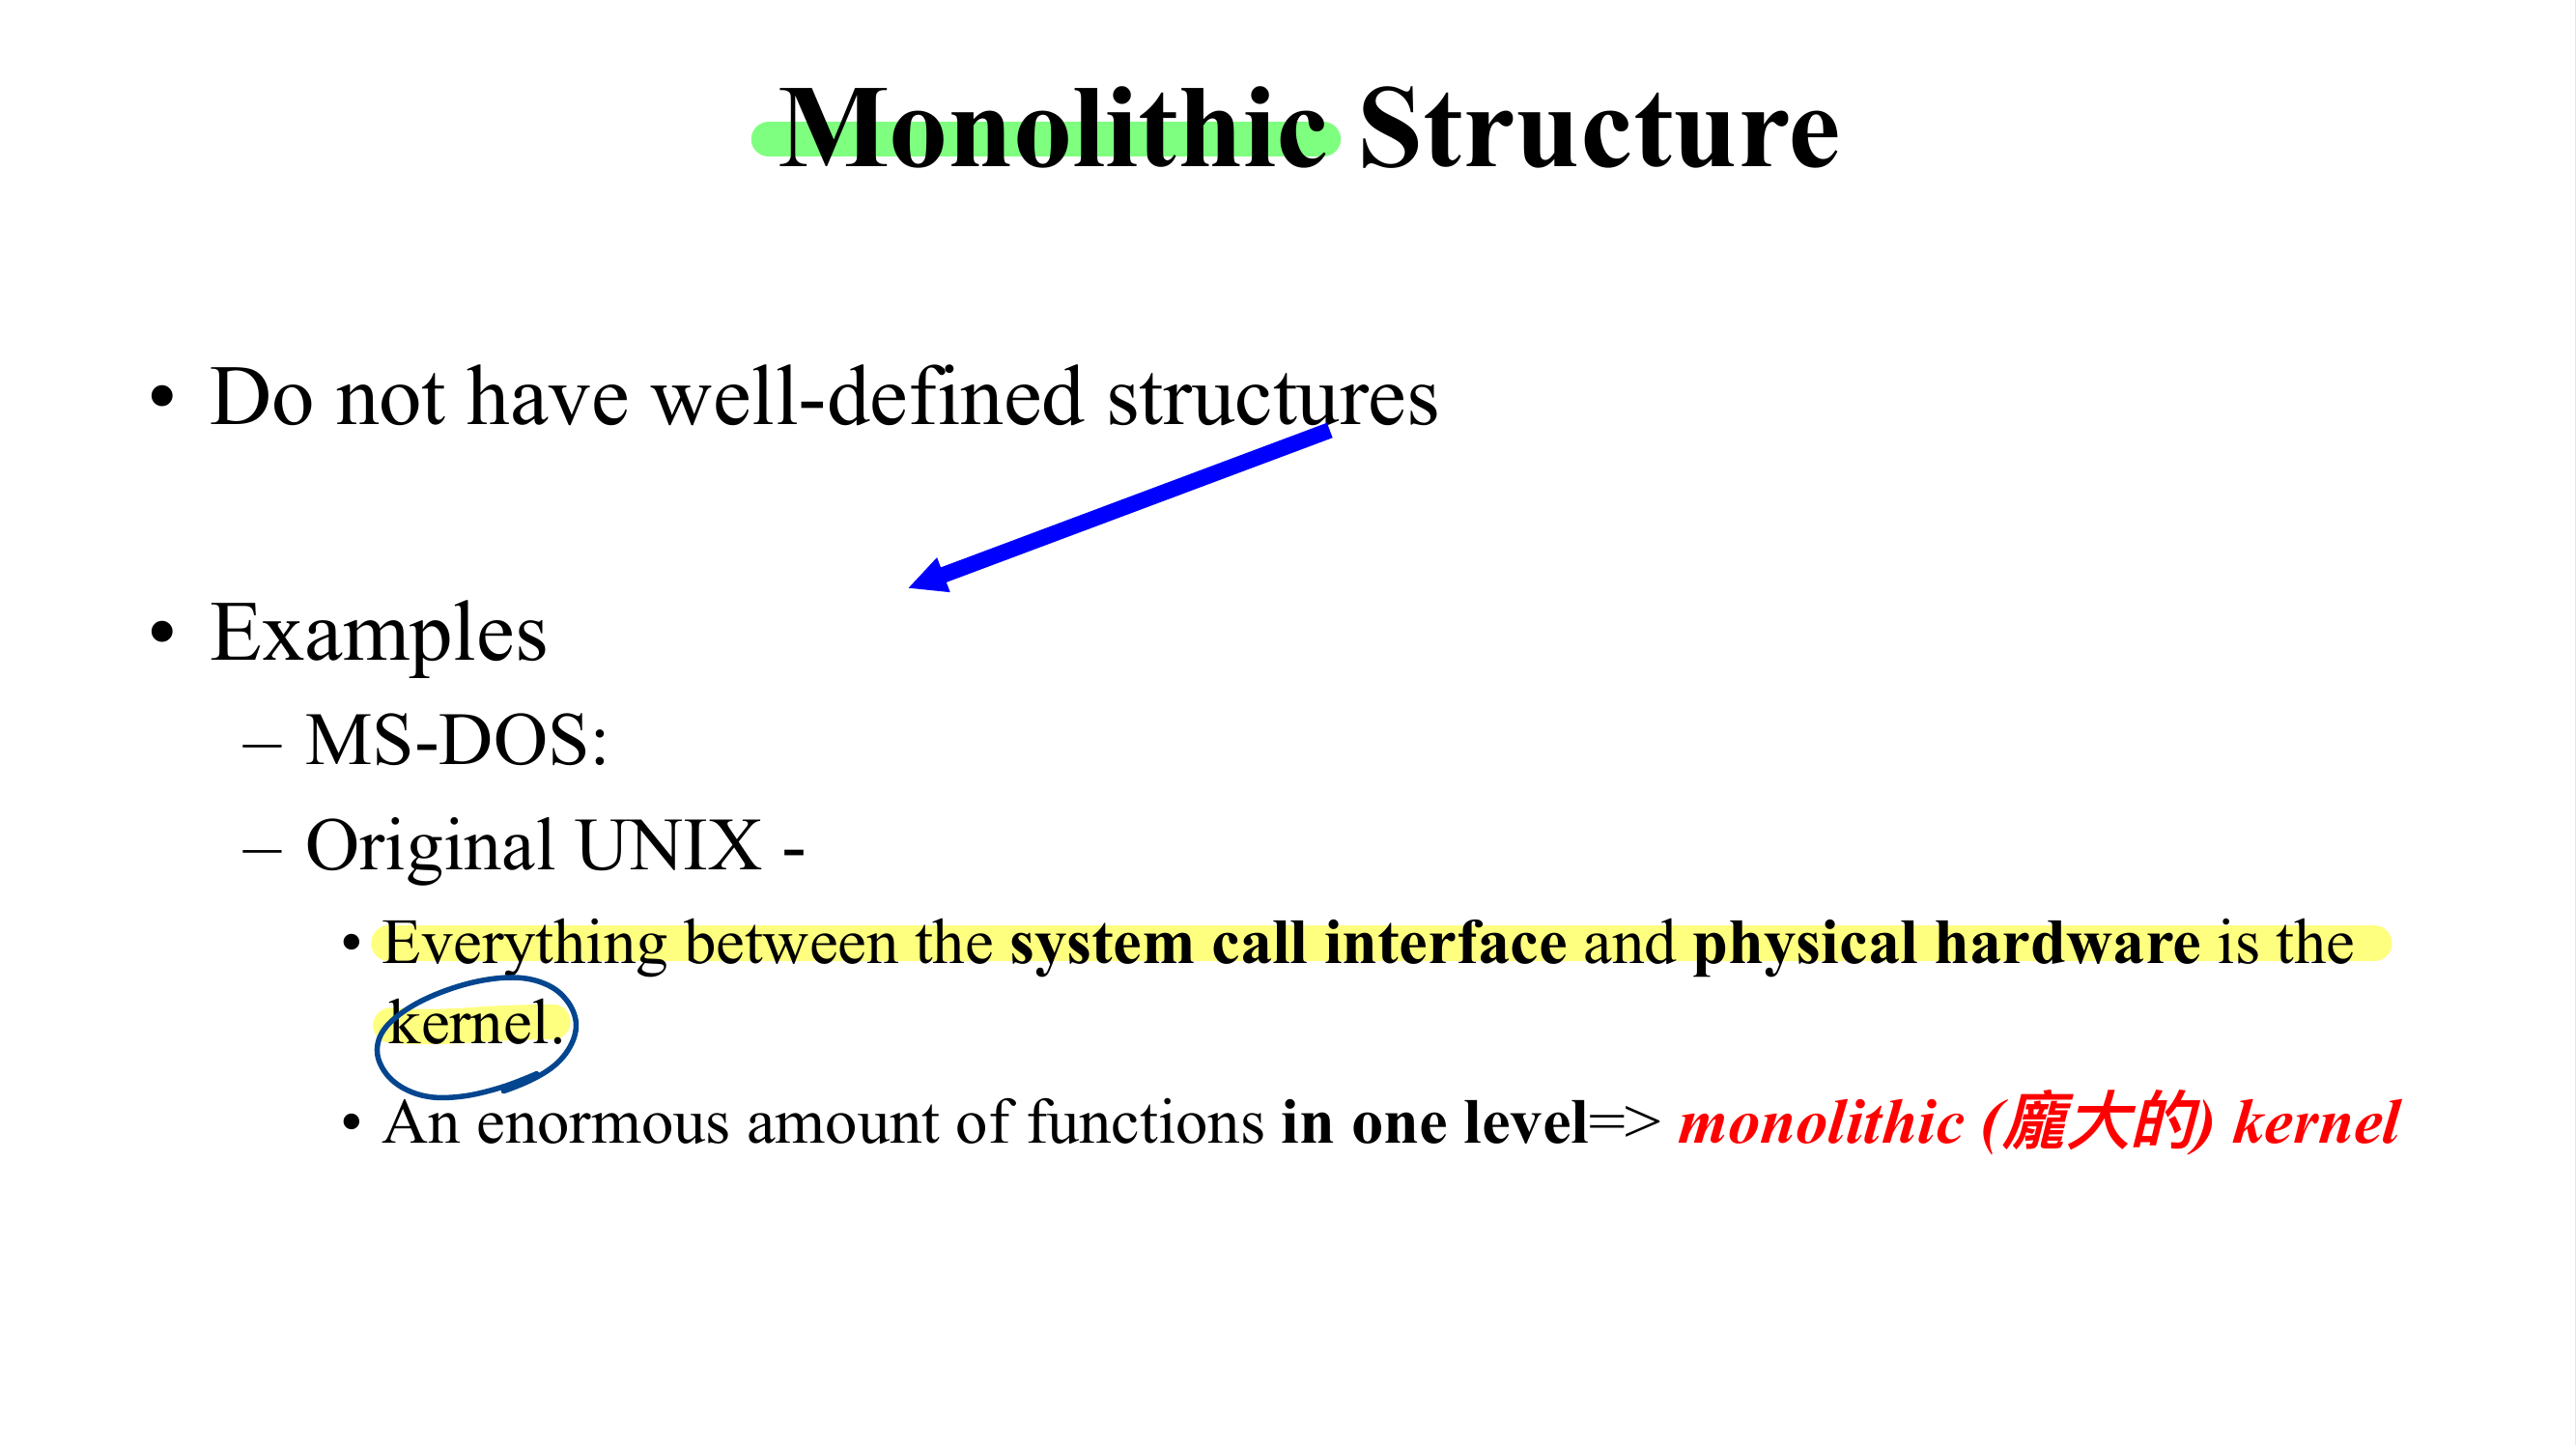 Monolithic Structure
• Do not have well-defined structures
• Examples
– MS-DOS:
– Original UNIX -
• Everything between the system call interface and physical hardware is the
kernel.
• An enormous amount of functions in one level=> monolithic (龐大的) kernel